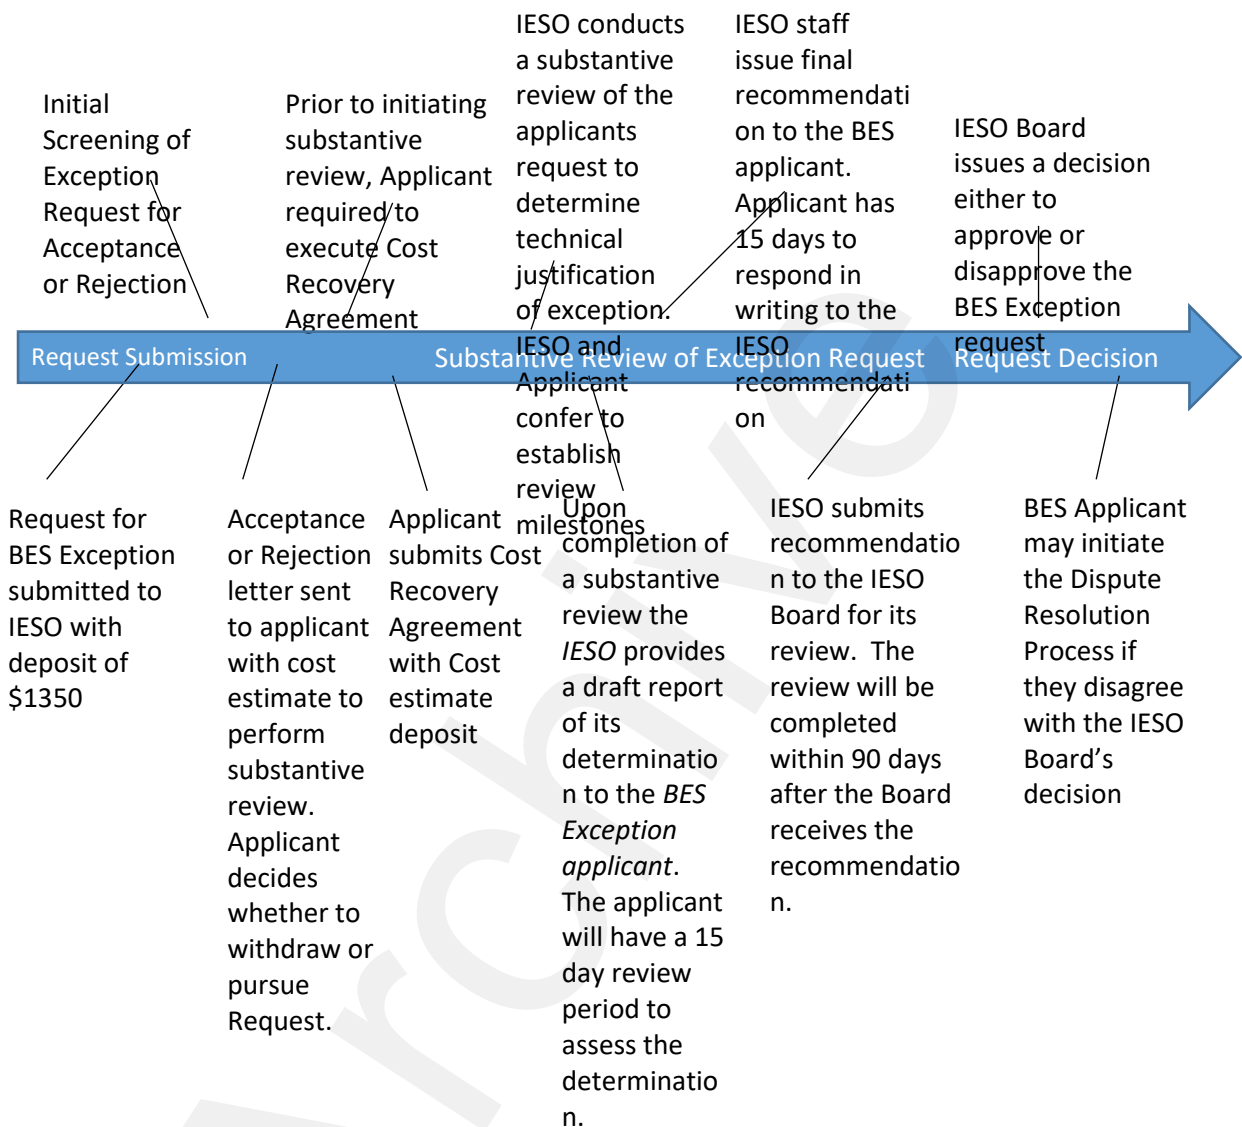 Initial
Screening of
Exception
Request for
Acceptance
or Rejection
Prior to initiating
substantive
review, Applicant
required to
execute Cost
Recovery
Agreement
IESO conducts
a substantive
review of the
applicants
request to
determine
technical
justification
of exception.
IESO and
Applicant
confer to
establish
review
milestones
IESO staff
issue final
recommendati
on to the BES
applicant.
Applicant has
15 days to
respond in
writing to the
IESO
recommendati
on
IESO Board
issues a decision
either to
approve or
disapprove the
BES Exception
request
Request Submission
Substantive Review of Exception Request
Request Decision
Request for
BES Exception
submitted to
IESO with
deposit of
$1350
Acceptance
or Rejection
letter sent
to applicant
with cost
estimate to
perform
substantive
review.
Applicant
decides
whether to
withdraw or
pursue
Request.
Applicant
submits Cost
Recovery
Agreement
with Cost
estimate
deposit
Upon
completion of
a substantive
review the
IESO provides
a draft report
of its
determinatio
n to the BES
Exception
applicant.
The applicant
will have a 15
day review
period to
assess the
determinatio
n.
IESO submits
recommendatio
n to the IESO
Board for its
review.  The
review will be
completed
within 90 days
after the Board
receives the
recommendatio
n.
BES Applicant
may initiate
the Dispute
Resolution
Process if
they disagree
with the IESO
Board’s
decision
Archive